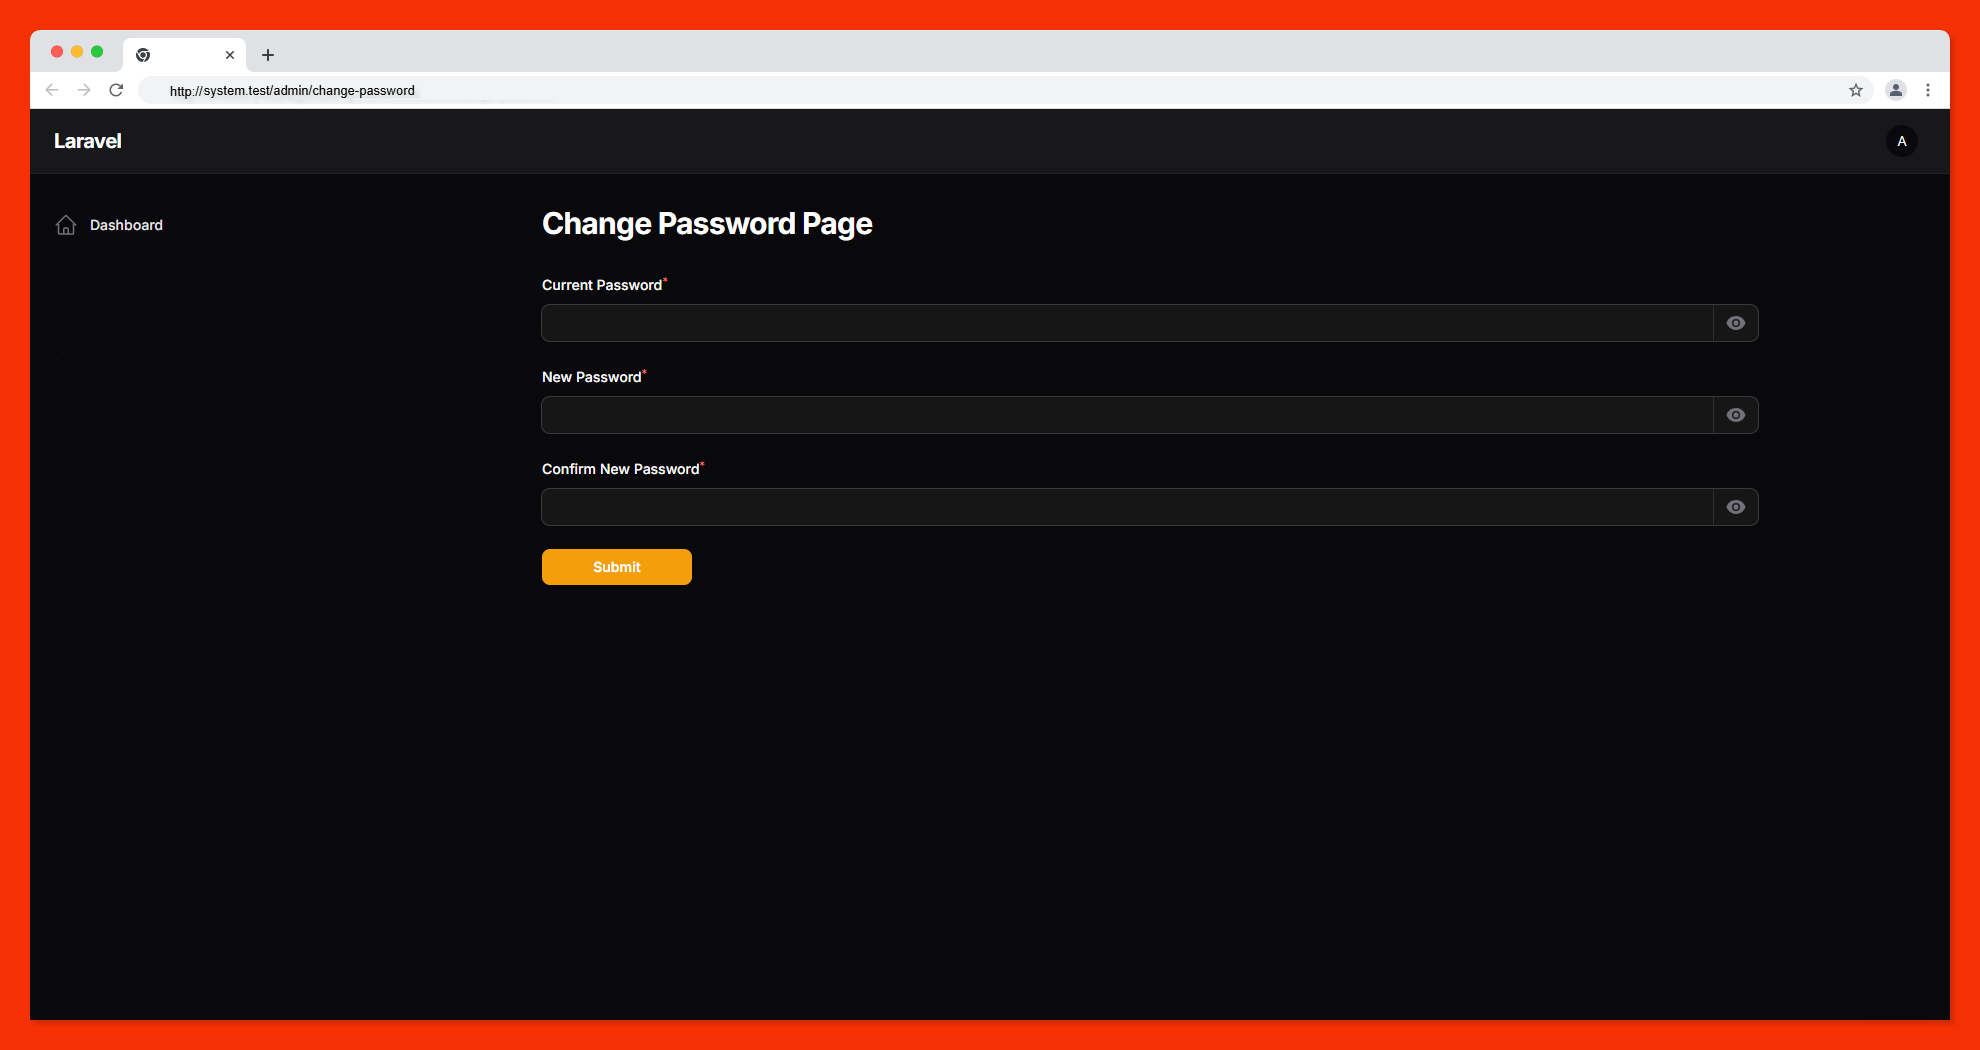 http://system.test/admin/change-password
Laravel
A
Dashboard
Change Password Page
Current Password*
New Password*
Confirm New Password*
Submit